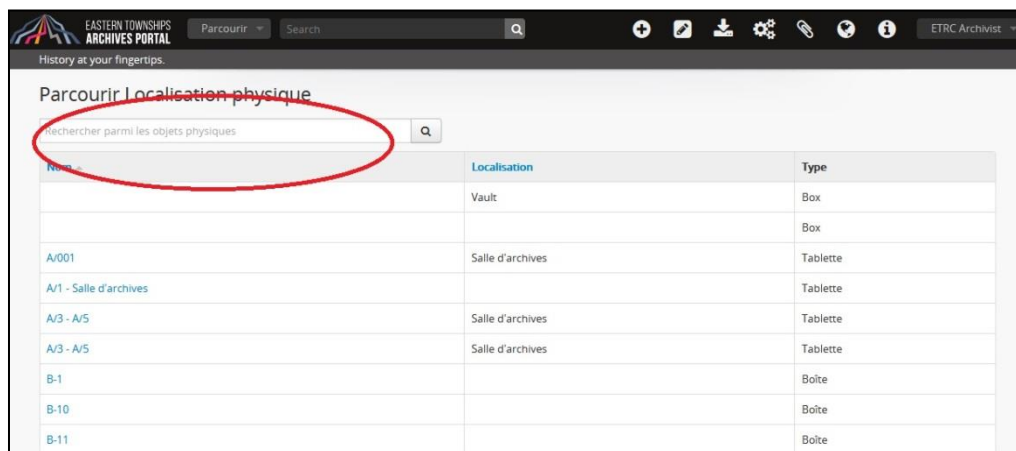 EASTERN TOWNSHIPS
ARCHIVES PORTAL
Parcourir
Search
ETRC Archivist
History at your fingertips.
Parcourir Localisation physique
Rechercher parmi les objets physiques
Nom Localisation Type
Vault Box
Box
A/001 Salle d'archives Tablette
A/1 - Salle d'archives Tablette
A/3 - A/5 Salle d'archives Tablette
A/3 - A/5 Salle d'archives Tablette
B-1 Boîte
B-10 Boîte
B-11 Boîte